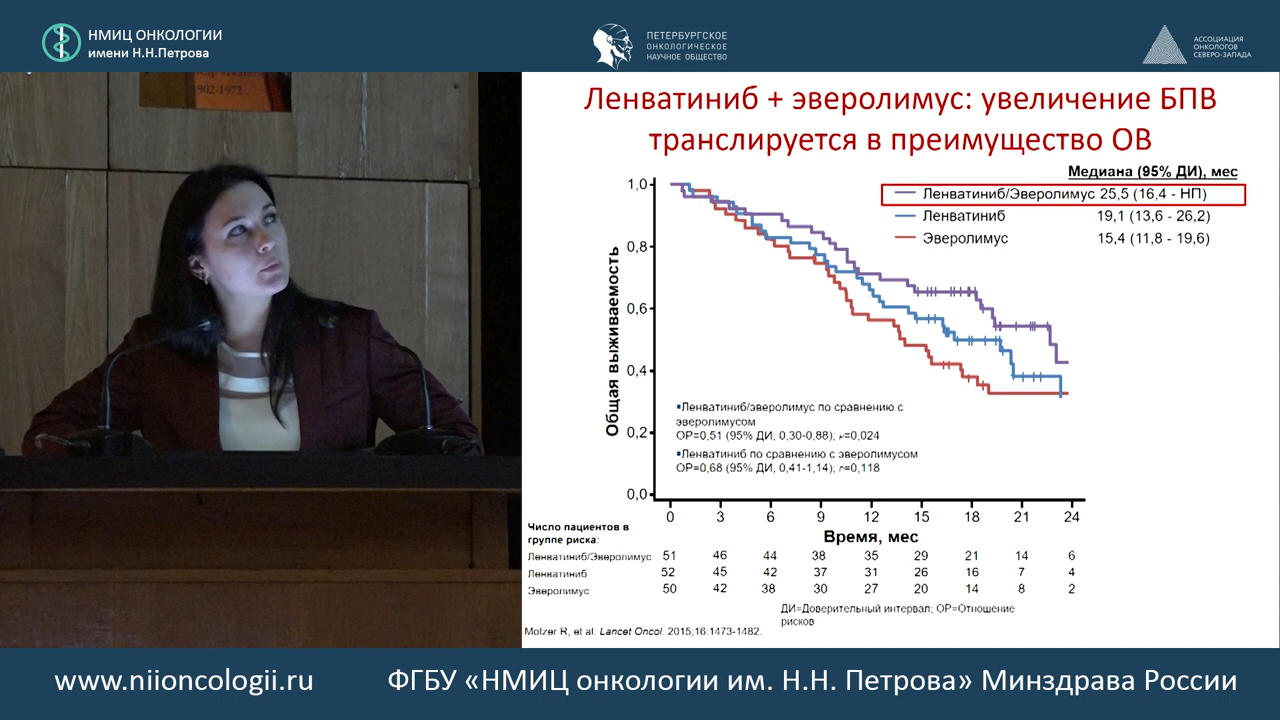 НМИЦ ОНКОЛОГИИ
имени Н.Н.Петрова
ПЕТЕРБУРГСКОЕ
ОНКОЛОГИЧЕСКОЕ
НАУЧНОЕ ОБЩЕСТВО
АССОЦИАЦИЯ
ОНКОЛОГОВ
СЕВЕРО-ЗАПАДА
902-1972
Ленватиниб + эверолимус: увеличение БПВ
транслируется в преимущество ОВ
Медиана (95% ДИ), мес
Ленватиниб/Эверолимус 25,5 (16,4 - НП)
Ленватиниб 19,1 (13,6 - 26,2)
Эверолимус 15,4 (11,8 - 19,6)
Общая выживаемость
1,0
0,8
0,6
0,4
0,2
0,0
▪Ленватиниб/эверолимус по сравнению с
эверолимусом
ОР=0,51 (95% ДИ, 0,30-0,88); r=0,024
▪Ленватиниб по сравнению с эверолимусом
ОР=0,68 (95% ДИ, 0,41-1,14); r=0,118
0 3 6 9 12 15 18 21 24
Время, мес
Число пациентов в
группе риска:
Ленватиниб/Эверолимус 51 46 44 38 35 29 21 14 6
Ленватиниб 52 45 42 37 31 26 16 7 4
Эверолимус 50 42 38 30 27 20 14 8 2
ДИ=Доверительный интервал; ОР=Отношение
рисков
Motzer R, et al. Lancet Oncol. 2015;16:1473-1482.
www.niioncologii.ru ФГБУ «НМИЦ онкологии им. Н.Н. Петрова» Минздрава России